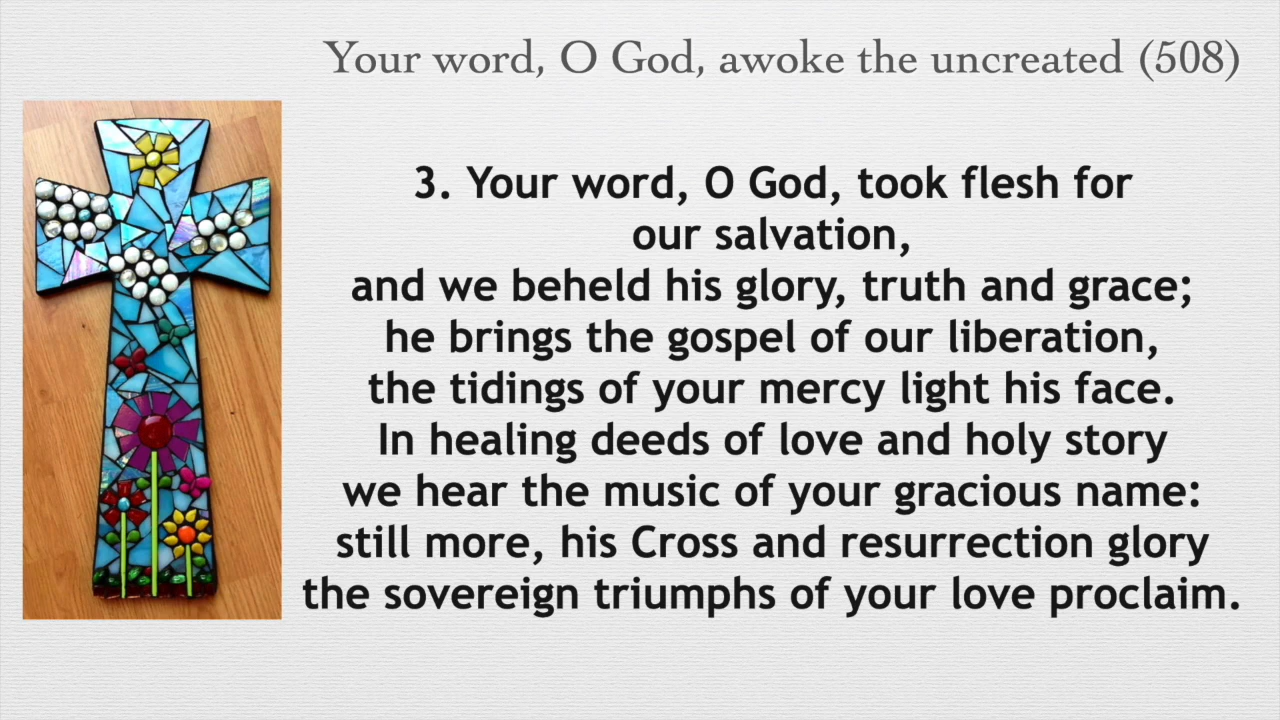 Your word, O God, awoke the uncreated (508)
3. Your word, O God, took flesh for
our salvation,
and we beheld his glory, truth and grace;
he brings the gospel of our liberation,
the tidings of your mercy light his face.
In healing deeds of love and holy story
we hear the music of your gracious name:
still more, his Cross and resurrection glory
the sovereign triumphs of your love proclaim.